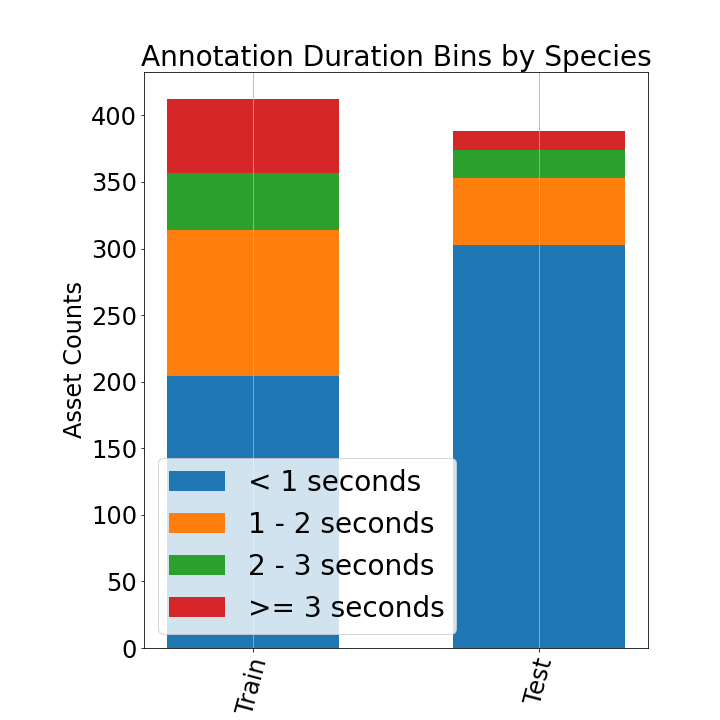 Annotation Duration Bins by Species
Asset Counts
400
350
300
250
200
150
100
50
0
< 1 seconds
1 - 2 seconds
2 - 3 seconds
>= 3 seconds
Train
Test